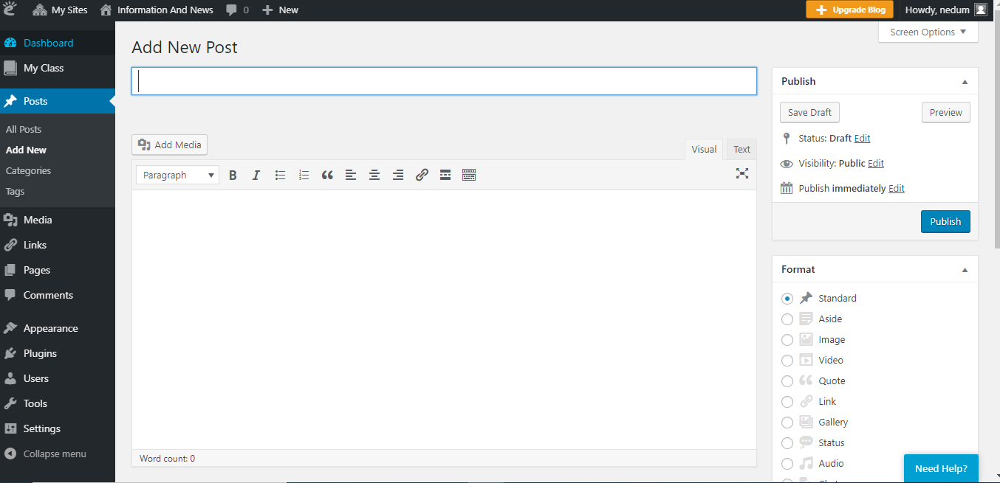 My Sites Information And News 0 New Upgrade Blog Howdy, nedum
Dashboard
My Class
Posts
All Posts
Add New
Categories
Tags
Media
Links
Pages
Comments
Appearance
Plugins
Users
Tools
Settings
Collapse menu
Screen Options
Add New Post
Add Media
Visual Text
Paragraph B I
Word count: 0
Publish
Save Draft Preview
Status: Draft Edit
Visibility: Public Edit
Publish immediately Edit
Publish
Format
Standard
Aside
Image
Video
Quote
Link
Gallery
Status
Audio
Need Help?